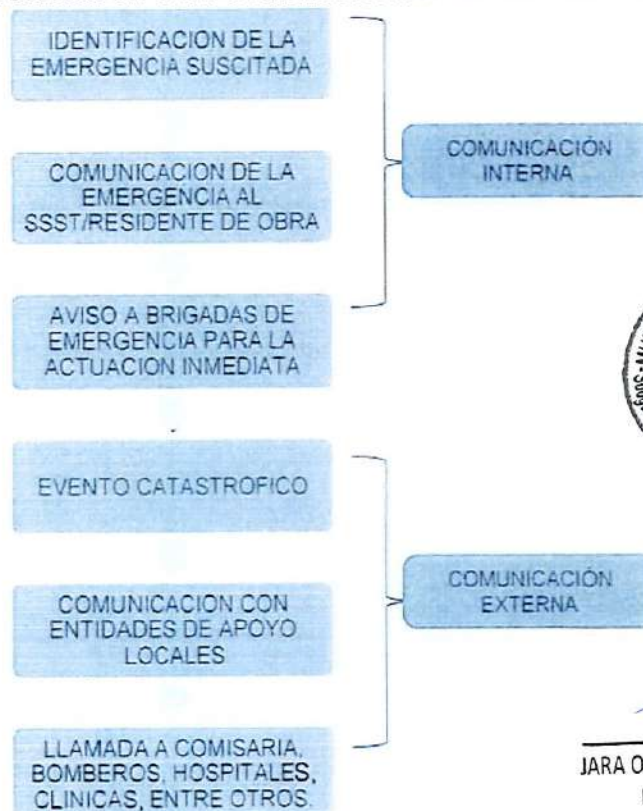 IDENTIFICACION DE LA
EMERGENCIA SUSCITADA
COMUNICACION DE LA
EMERGENCIA AL
SSST/RESIDENTE DE OBRA
AVISO A BRIGADAS DE
EMERGENCIA PARA LA
ACTUACION INMEDIATA
COMUNICACIÓN
INTERNA
EVENTO CATASTROFICO
COMUNICACION CON
ENTIDADES DE APOYO
LOCALES
LLAMADA A COMISARIA,
BOMBEROS, HOSPITALES,
CLINICAS, ENTRE OTROS.
COMUNICACIÓN
EXTERNA
JARA O